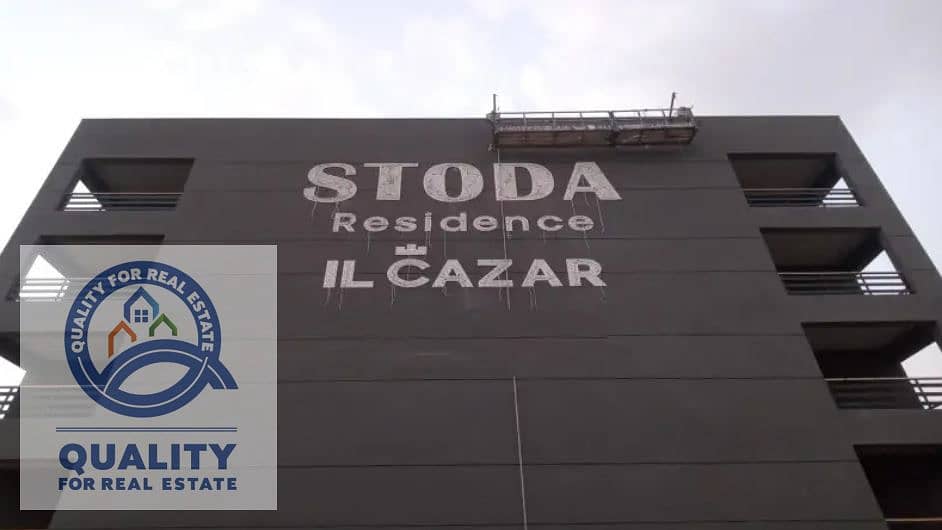 STODA
Residence
IL CAZAR
QUALITY FOR REAL ESTATE
QUALITY
FOR REAL ESTATE